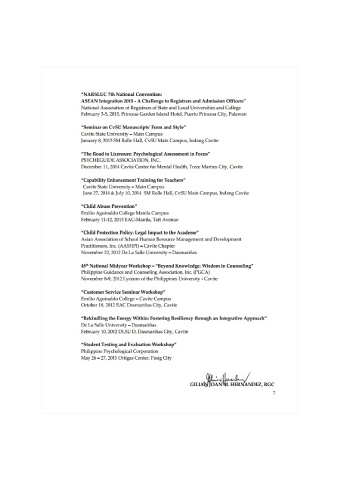 "NARSLUC 7th National Convention:
ASEAN Integration 2015 - A Challenge to Registrars and Admission Officers"
National Association of Registrars of State and Local Universities and College
February 3-5, 2015, Princess Garden Island Hotel, Puerto Princesa City, Palawan
"Seminar on CvSU Manuscripts' Form and Style"
Cavite State University – Main Campus
January 8, 2015 SM Rolle Hall, CvSU Main Campus, Indang Cavite
"The Road to Licensure: Psychological Assessment in Focus"
PSYCHEGUIDE ASSOCIATION, INC.
December 11, 2014 Cavite Center for Mental Health, Trece Martires City, Cavite
"Capability Enhancement Training for Teachers"
Cavite State University – Main Campus
June 27, 2014 & July 10, 2014 SM Rolle Hall, CvSU Main Campus, Indang Cavite
"Child Abuse Prevention"
Emilio Aguinaldo College Manila Campus
February 11-12, 2013 EAC-Manila, Taft Avenue
"Child Protection Policy: Legal Impact to the Academe"
Asian Association of School Human Resource Management and Development
Practitioners, Inc. (AASHPI) – Cavite Chapter
November 22, 2012 De La Salle University – Dasmariñas
48th National Midyear Workshop – "Beyond Knowledge: Wisdom in Counseling"
Philippine Guidance and Counseling Association, Inc. (PGCA)
November 8-9, 2012 Lyceum of the Philippines University - Cavite
"Customer Service Seminar Workshop"
Emilio Aguinaldo College – Cavite Campus
October 18, 2012 EAC Dasmariñas City, Cavite
"Rekindling the Energy Within: Fostering Resiliency through an Integrative Approach"
De La Salle University – Dasmariñas
February 10, 2012 DLSU D, Dasmariñas City, Cavite
"Student Testing and Evaluation Workshop"
Philippine Psychological Corporation
May 26 – 27, 2011 Ortigas Center, Pasig City
HERNANDEZ, RGC
7